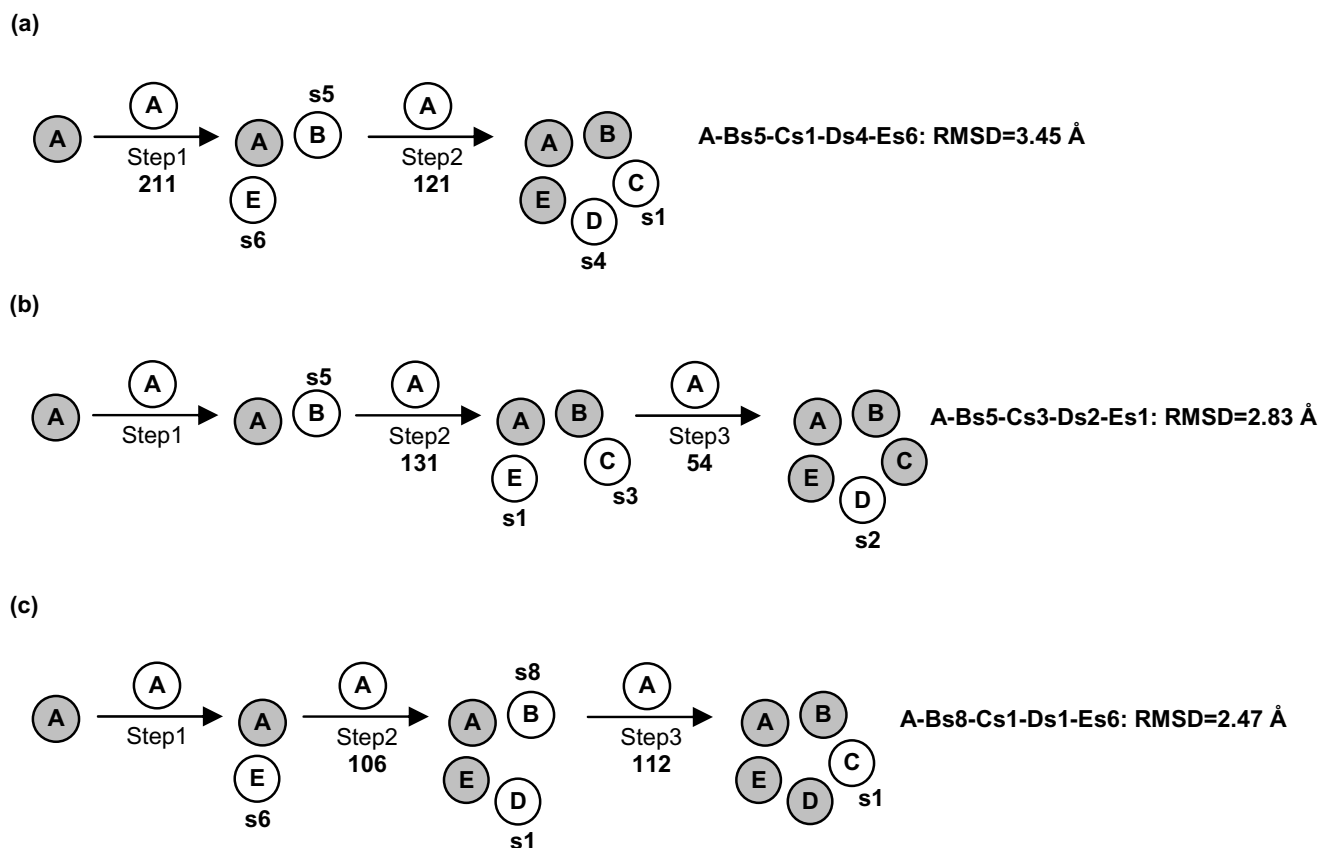 (a)
A
A
Step1
211
A
s5
B
E
s6
A
Step2
121
A
B
C
s1
D
s4
E
A-Bs5-Cs1-Ds4-Es6: RMSD=3.45 Å
(b)
A
A
Step1
A
s5
B
A
Step2
131
A
B
C
s3
E
s1
A
Step3
54
A
B
C
D
s2
E
A-Bs5-Cs3-Ds2-Es1: RMSD=2.83 Å
(c)
A
A
Step1
A
E
s6
A
Step2
106
A
s8
B
E
D
s1
A
Step3
112
A
B
C
s1
D
E
A-Bs8-Cs1-Ds1-Es6: RMSD=2.47 Å